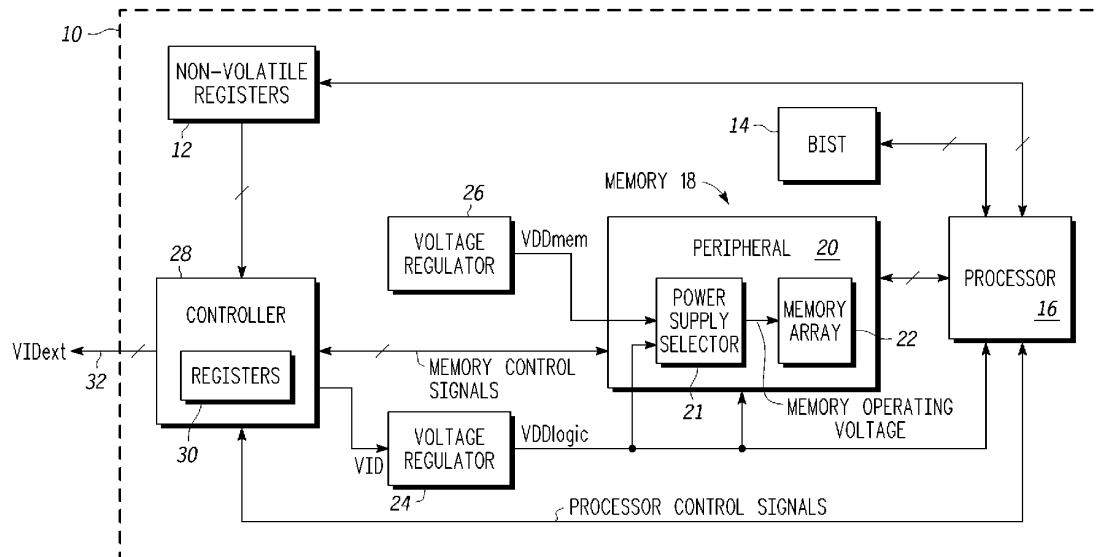 10
NON-VOLATILE
REGISTERS
12
14
BIST
MEMORY 18
26
VOLTAGE
REGULATOR
VDDmem
PERIPHERAL 20
28
CONTROLLER
POWER
SUPPLY
SELECTOR
MEMORY
ARRAY
PROCESSOR
16
VIDext
32
REGISTERS
30
MEMORY CONTROL
SIGNALS
21
22
MEMORY OPERATING
VOLTAGE
VID
VOLTAGE
REGULATOR
24
VDDlogic
PROCESSOR CONTROL SIGNALS